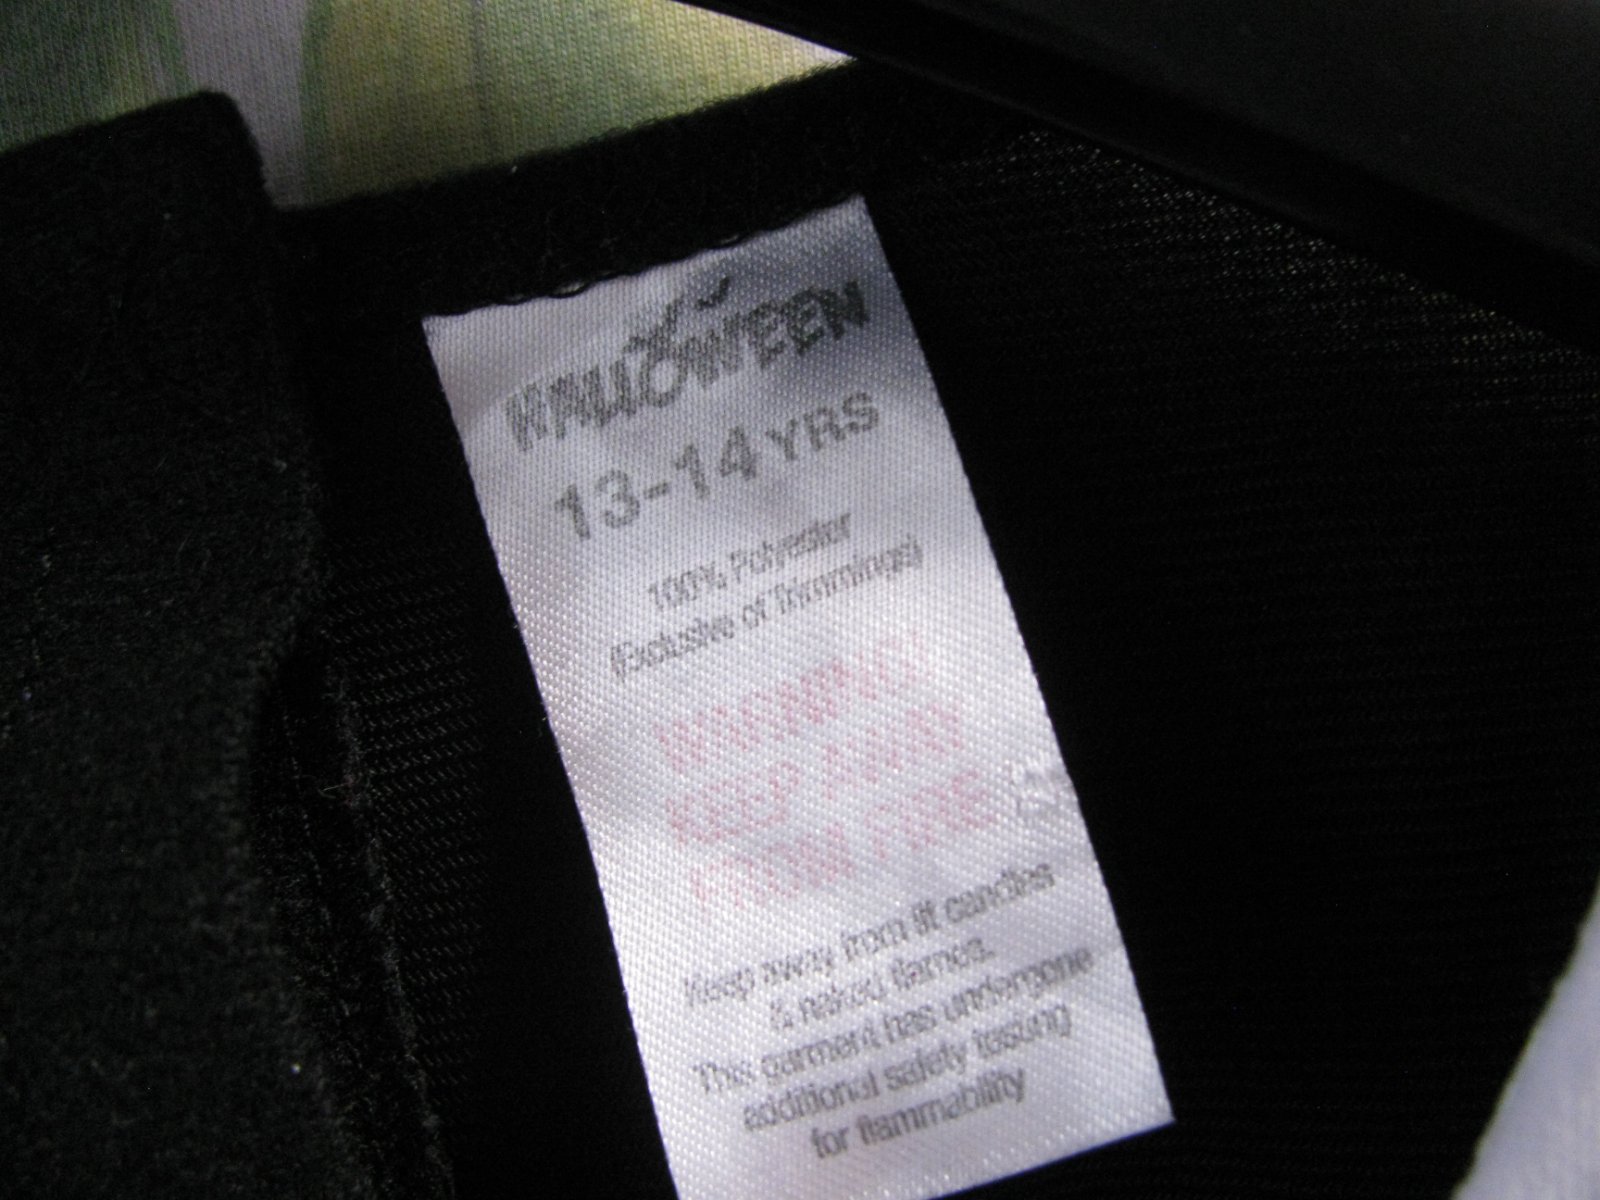 HALLOWEEN
13-14 YRS
100% Polyester
(Exclusive of Trimmings)
WARNING!
KEEP AWAY
FROM FIRE
Keep away from lit candles
& naked flames.
This garment has undergone
additional safety testing
for flammability